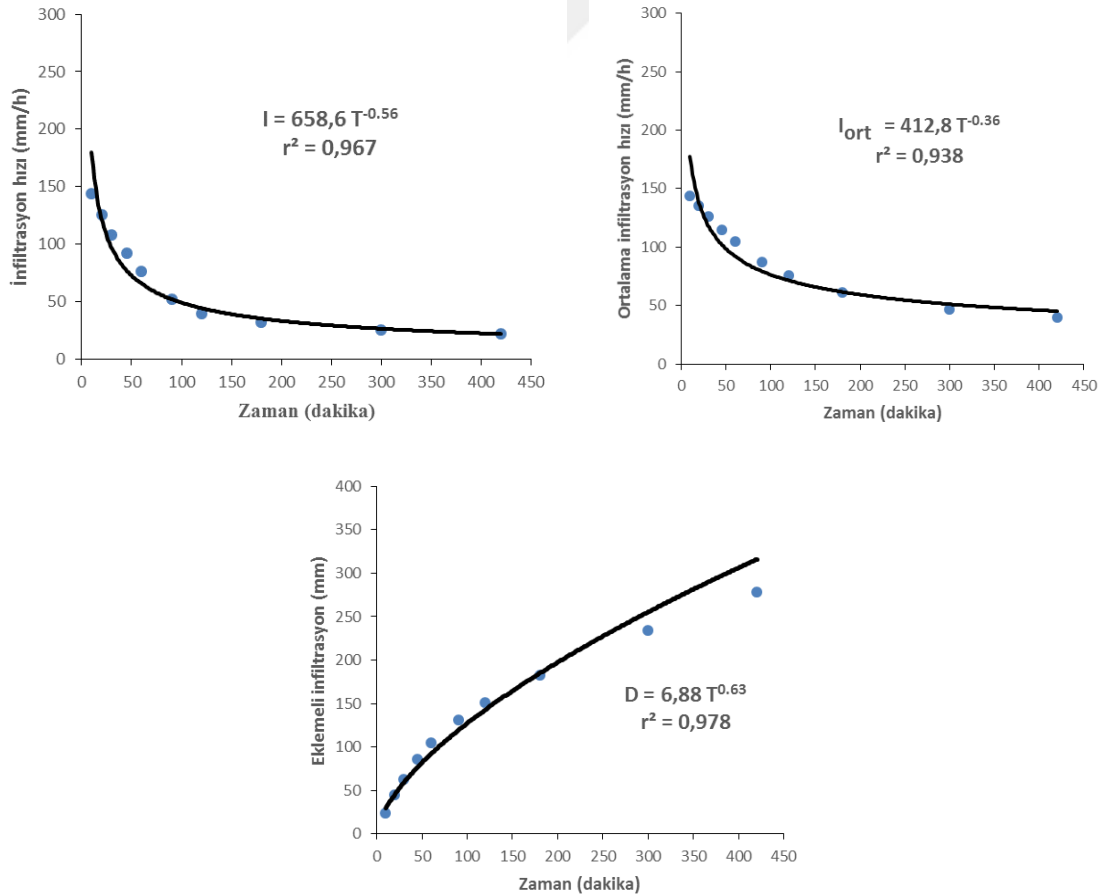 300
250
200
150
100
50
0
İnfiltrasyon hızı (mm/h)
I = 658,6 T-0.56
r² = 0,967
0 50 100 150 200 250 300 350 400 450
Zaman (dakika)
300
250
200
150
100
50
0
Ortalama infiltrasyon hızı (mm/h)
Iort = 412,8 T-0.36
r² = 0,938
0 50 100 150 200 250 300 350 400 450
Zaman (dakika)
400
350
300
250
200
150
100
50
0
Eklemeli infiltrasyon (mm)
D = 6,88 T0.63
r² = 0,978
0 50 100 150 200 250 300 350 400 450
Zaman (dakika)